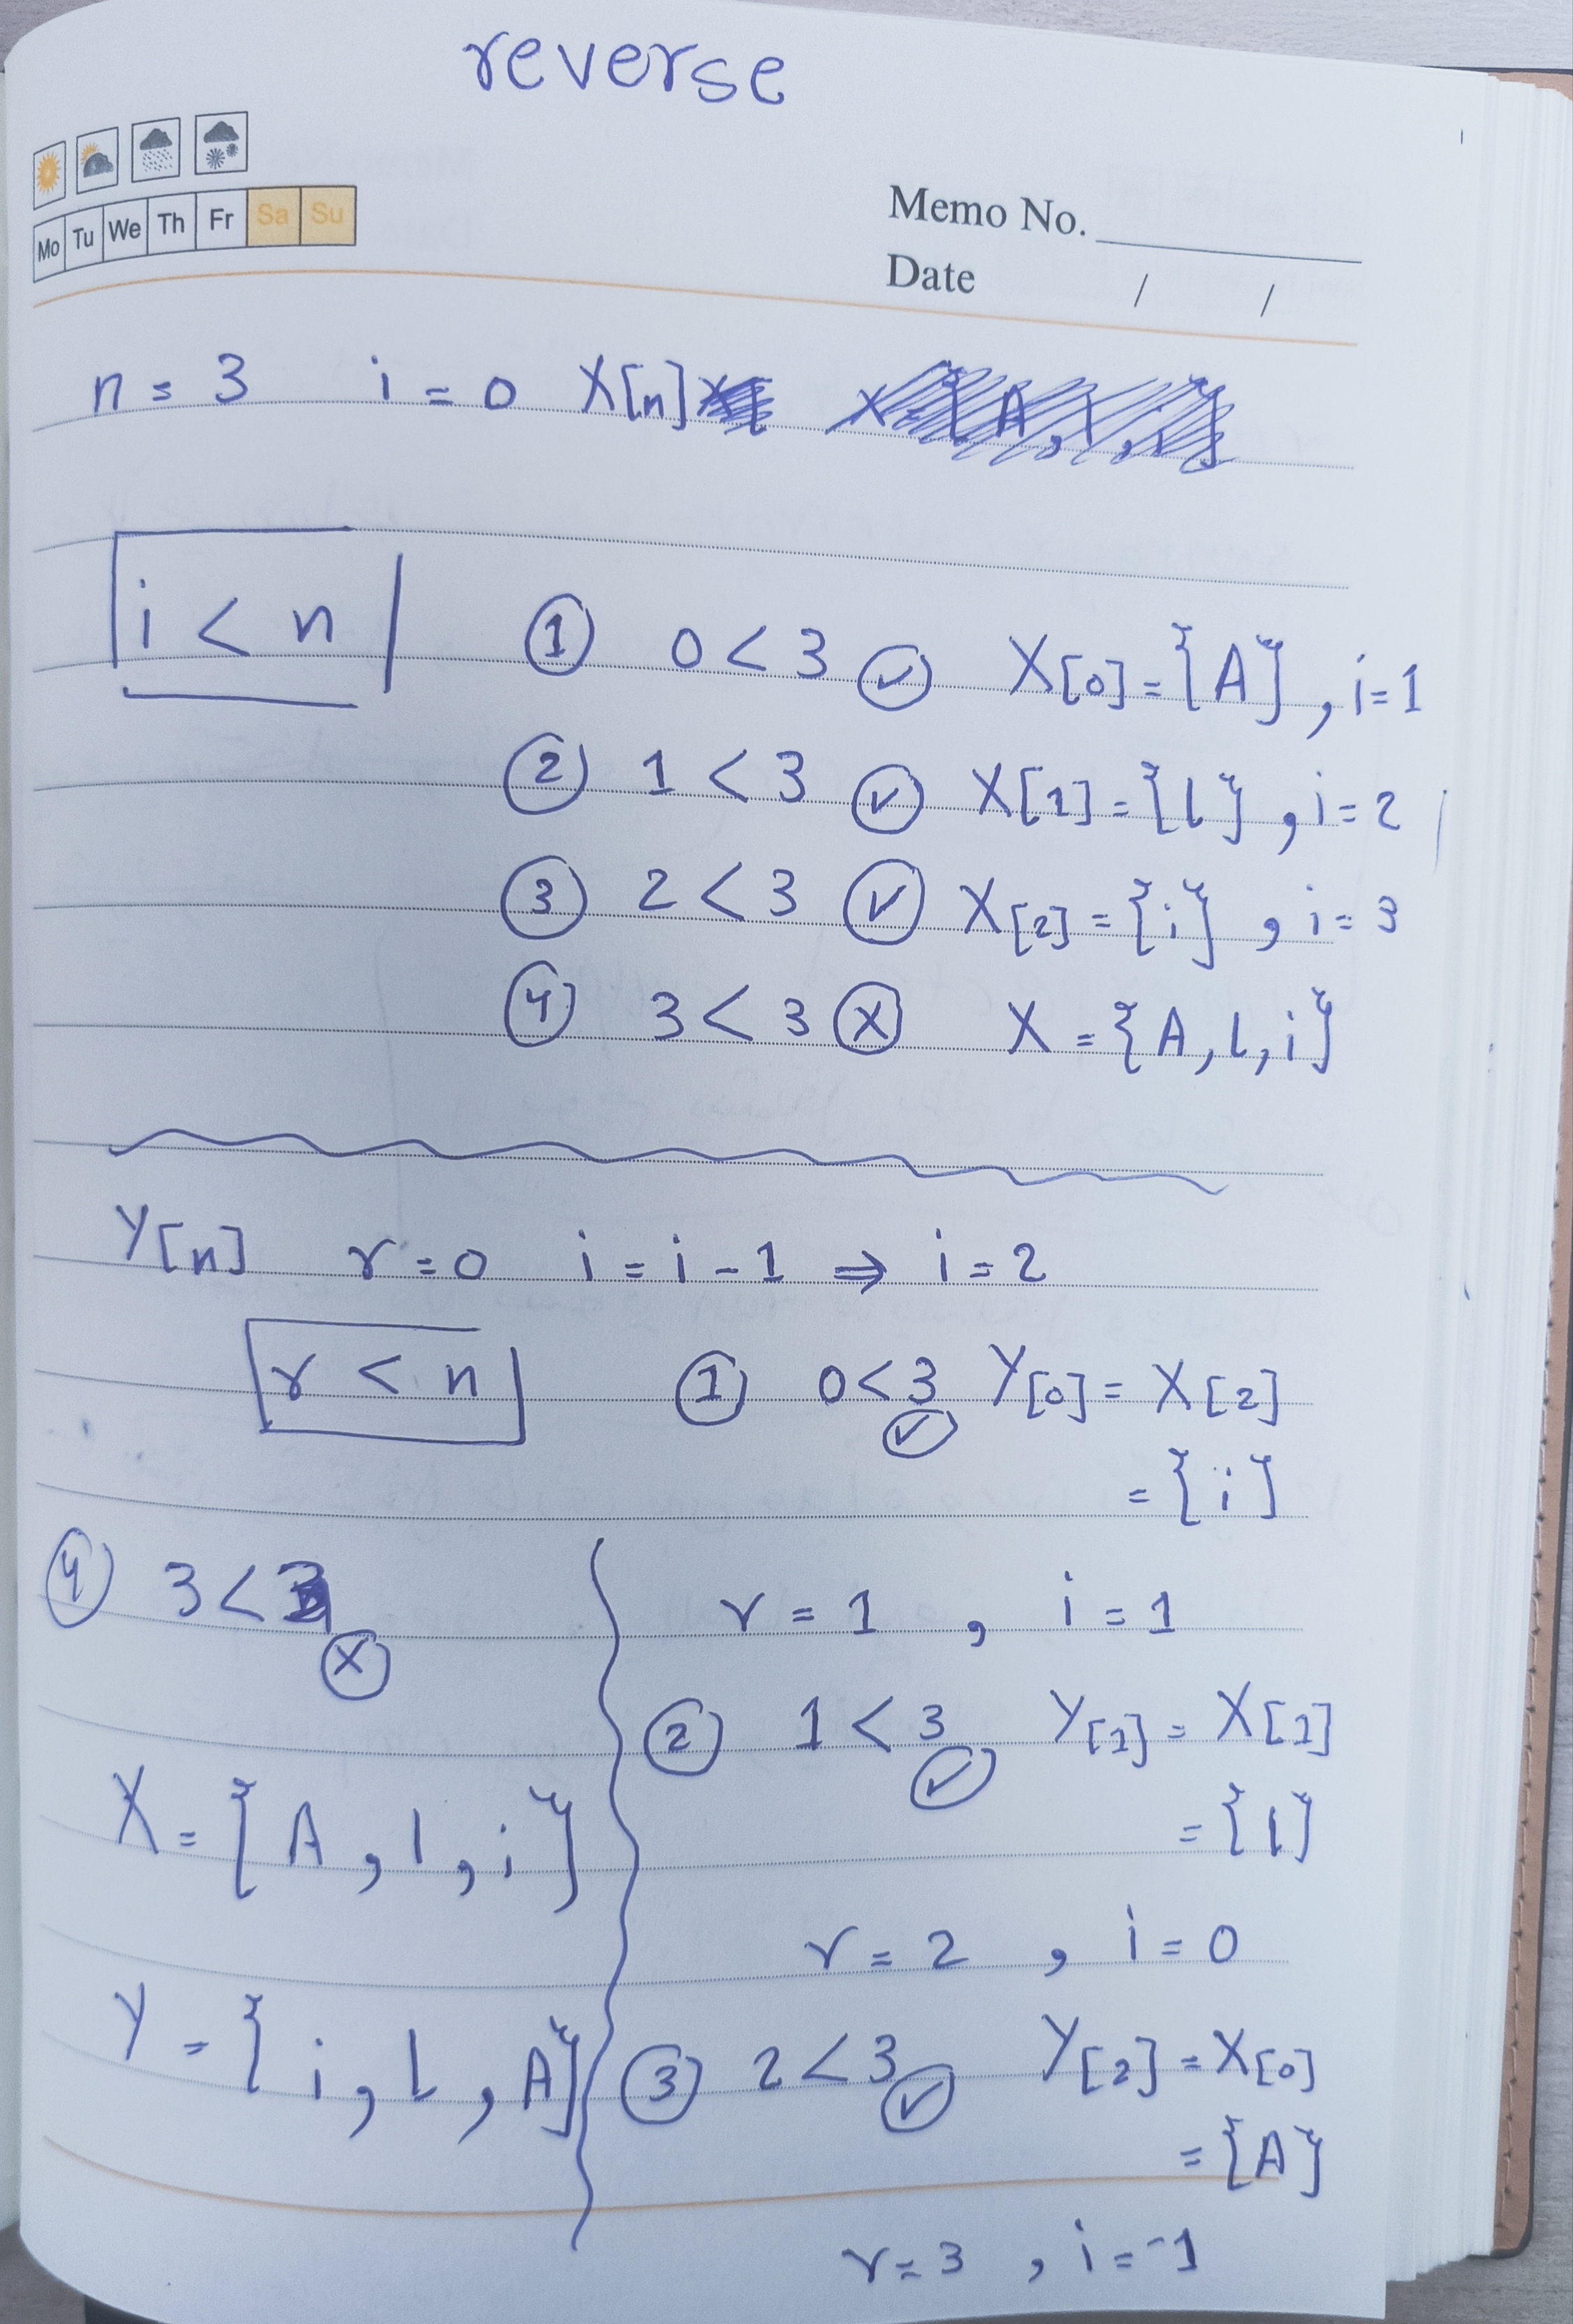 reverse
Mo Tu We Th Fr Sa Su
Memo No.
Date / /
n = 3 i = 0 X[n]
i < n ① 0 < 3 ✓ X[0] = {A}, i=1
② 1 < 3 ✓ X[1] = {l}, i=2
③ 2 < 3 ✓ X[2] = {i}, i=3
④ 3 < 3 X X = {A, l, i}
Y[n] r=0 i = i - 1 ⇒ i=2
r < n ① 0<3 ✓ Y[0] = X[2]
= {i}
r = 1, i = 1
② 1 < 3 ✓ Y[1] = X[1]
= {l}
r = 2, i = 0
③ 2 < 3 ✓ Y[2] = X[0]
= {A}
r = 3, i = -1
④ 3 < 3 X
X = {A, l, i}
Y = {i, l, A}